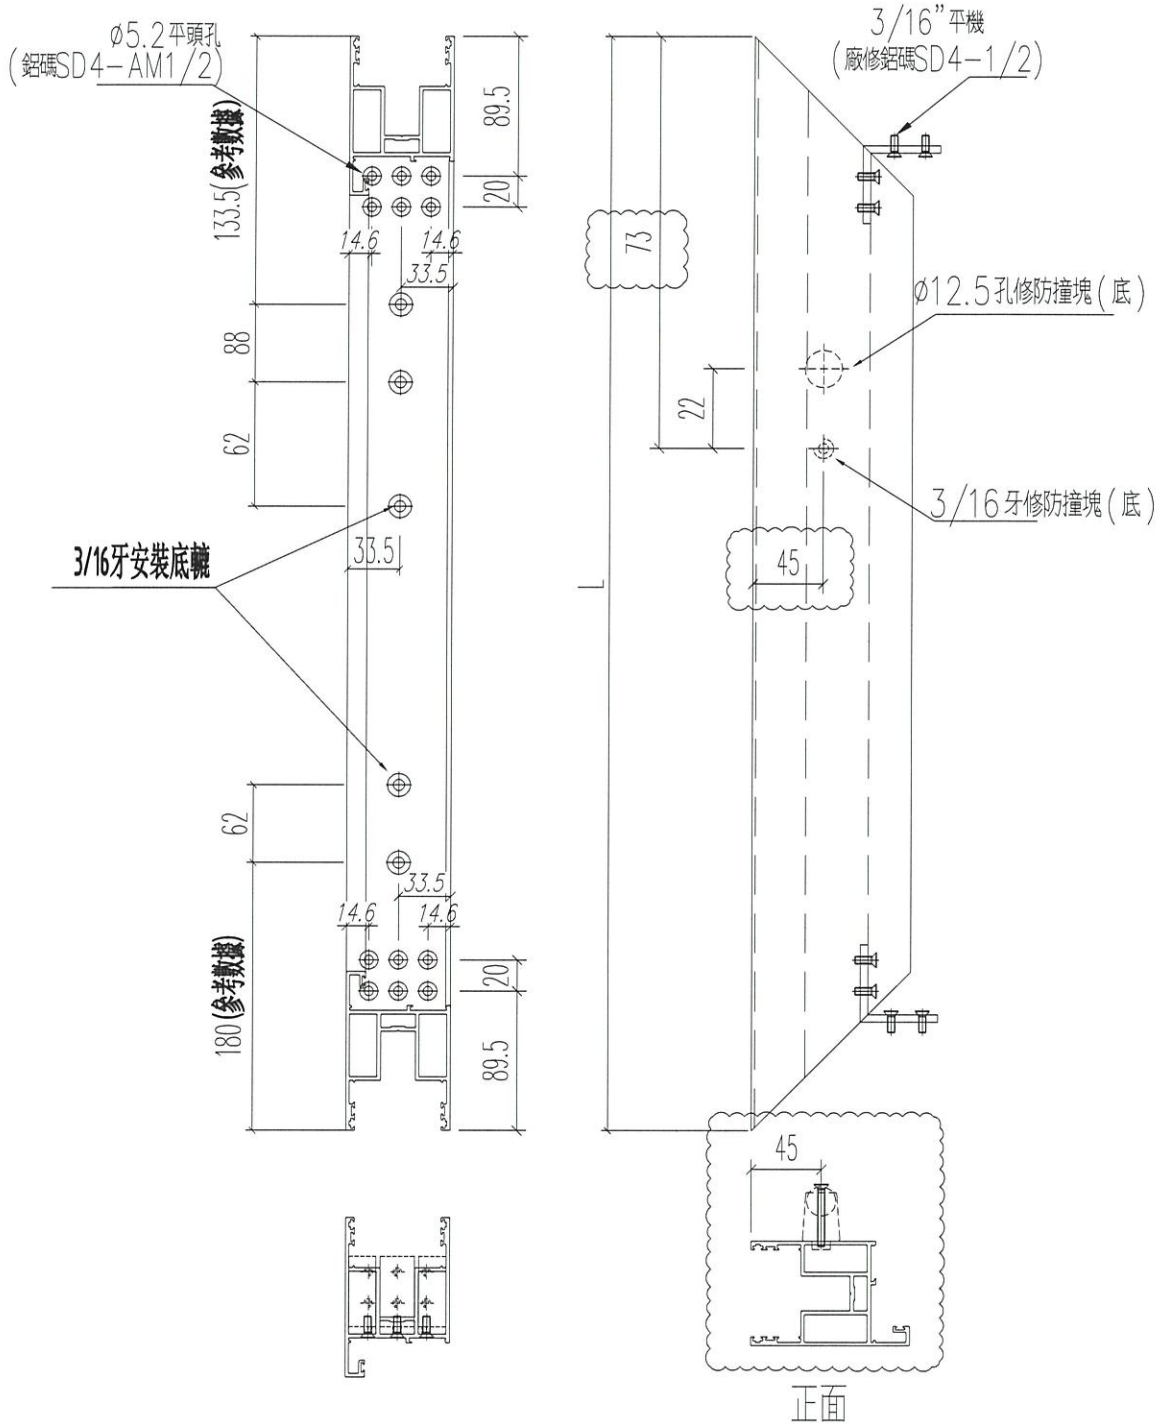 ø5.2平頭孔
(鋁碼SD4-AM1/2)
3/16”平機
(廠修鋁碼SD4-1/2)
89.5
133.5(參考數據)
20
14.6
14.6
33.5
73
ø12.5孔修防撞塊(底)
88
22
62
3/16牙修防撞塊(底)
3/16牙安裝底轆
33.5
45
L
62
33.5
14.6
14.6
20
180(參考數據)
89.5
45
正面